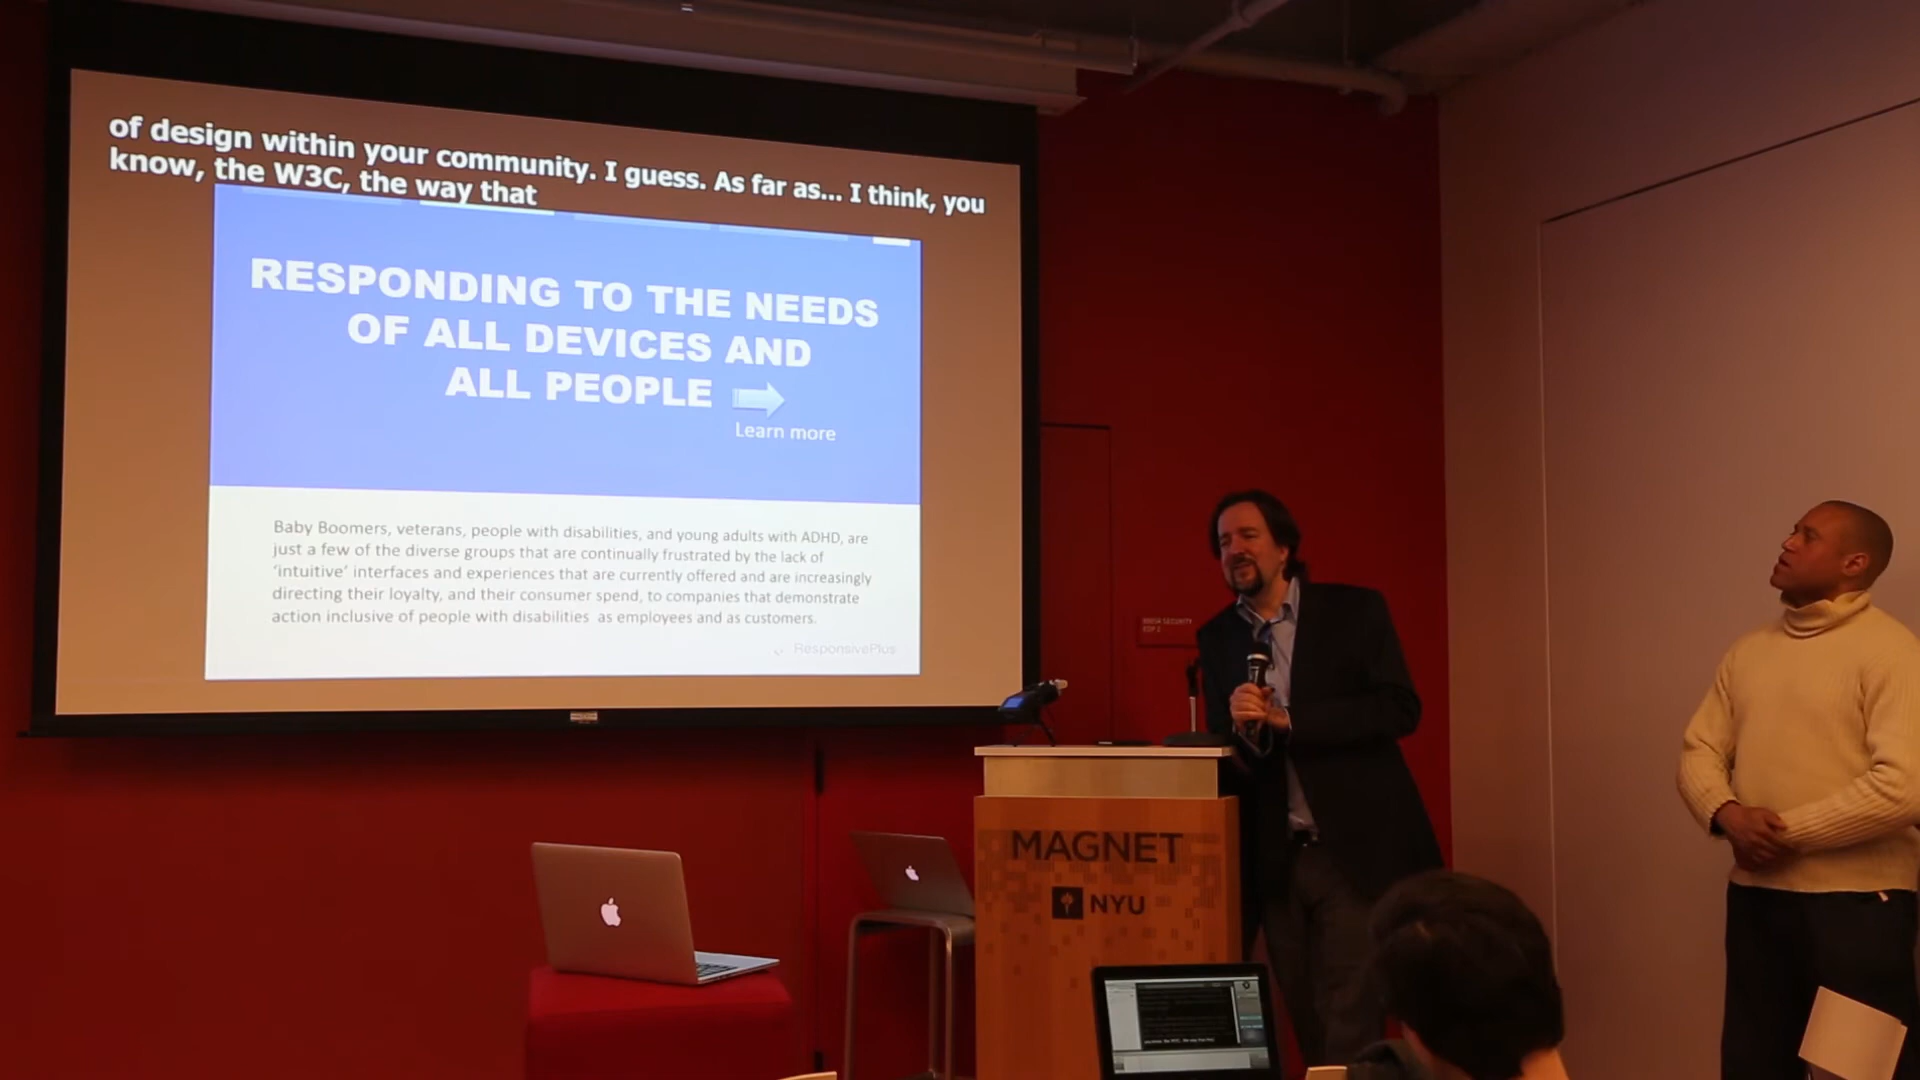 of design within your community. I guess. As far as... I think, you
know, the W3C, the way that
RESPONDING TO THE NEEDS
OF ALL DEVICES AND
ALL PEOPLE
Learn more
Baby Boomers, veterans, people with disabilities, and young adults with ADHD, are
just a few of the diverse groups that are continually frustrated by the lack of
‘intuitive’ interfaces and experiences that are currently offered and are increasingly
directing their loyalty, and their consumer spend, to companies that demonstrate
action inclusive of people with disabilities as employees and as customers.
ResponsivePlus
MAGNET
NYU